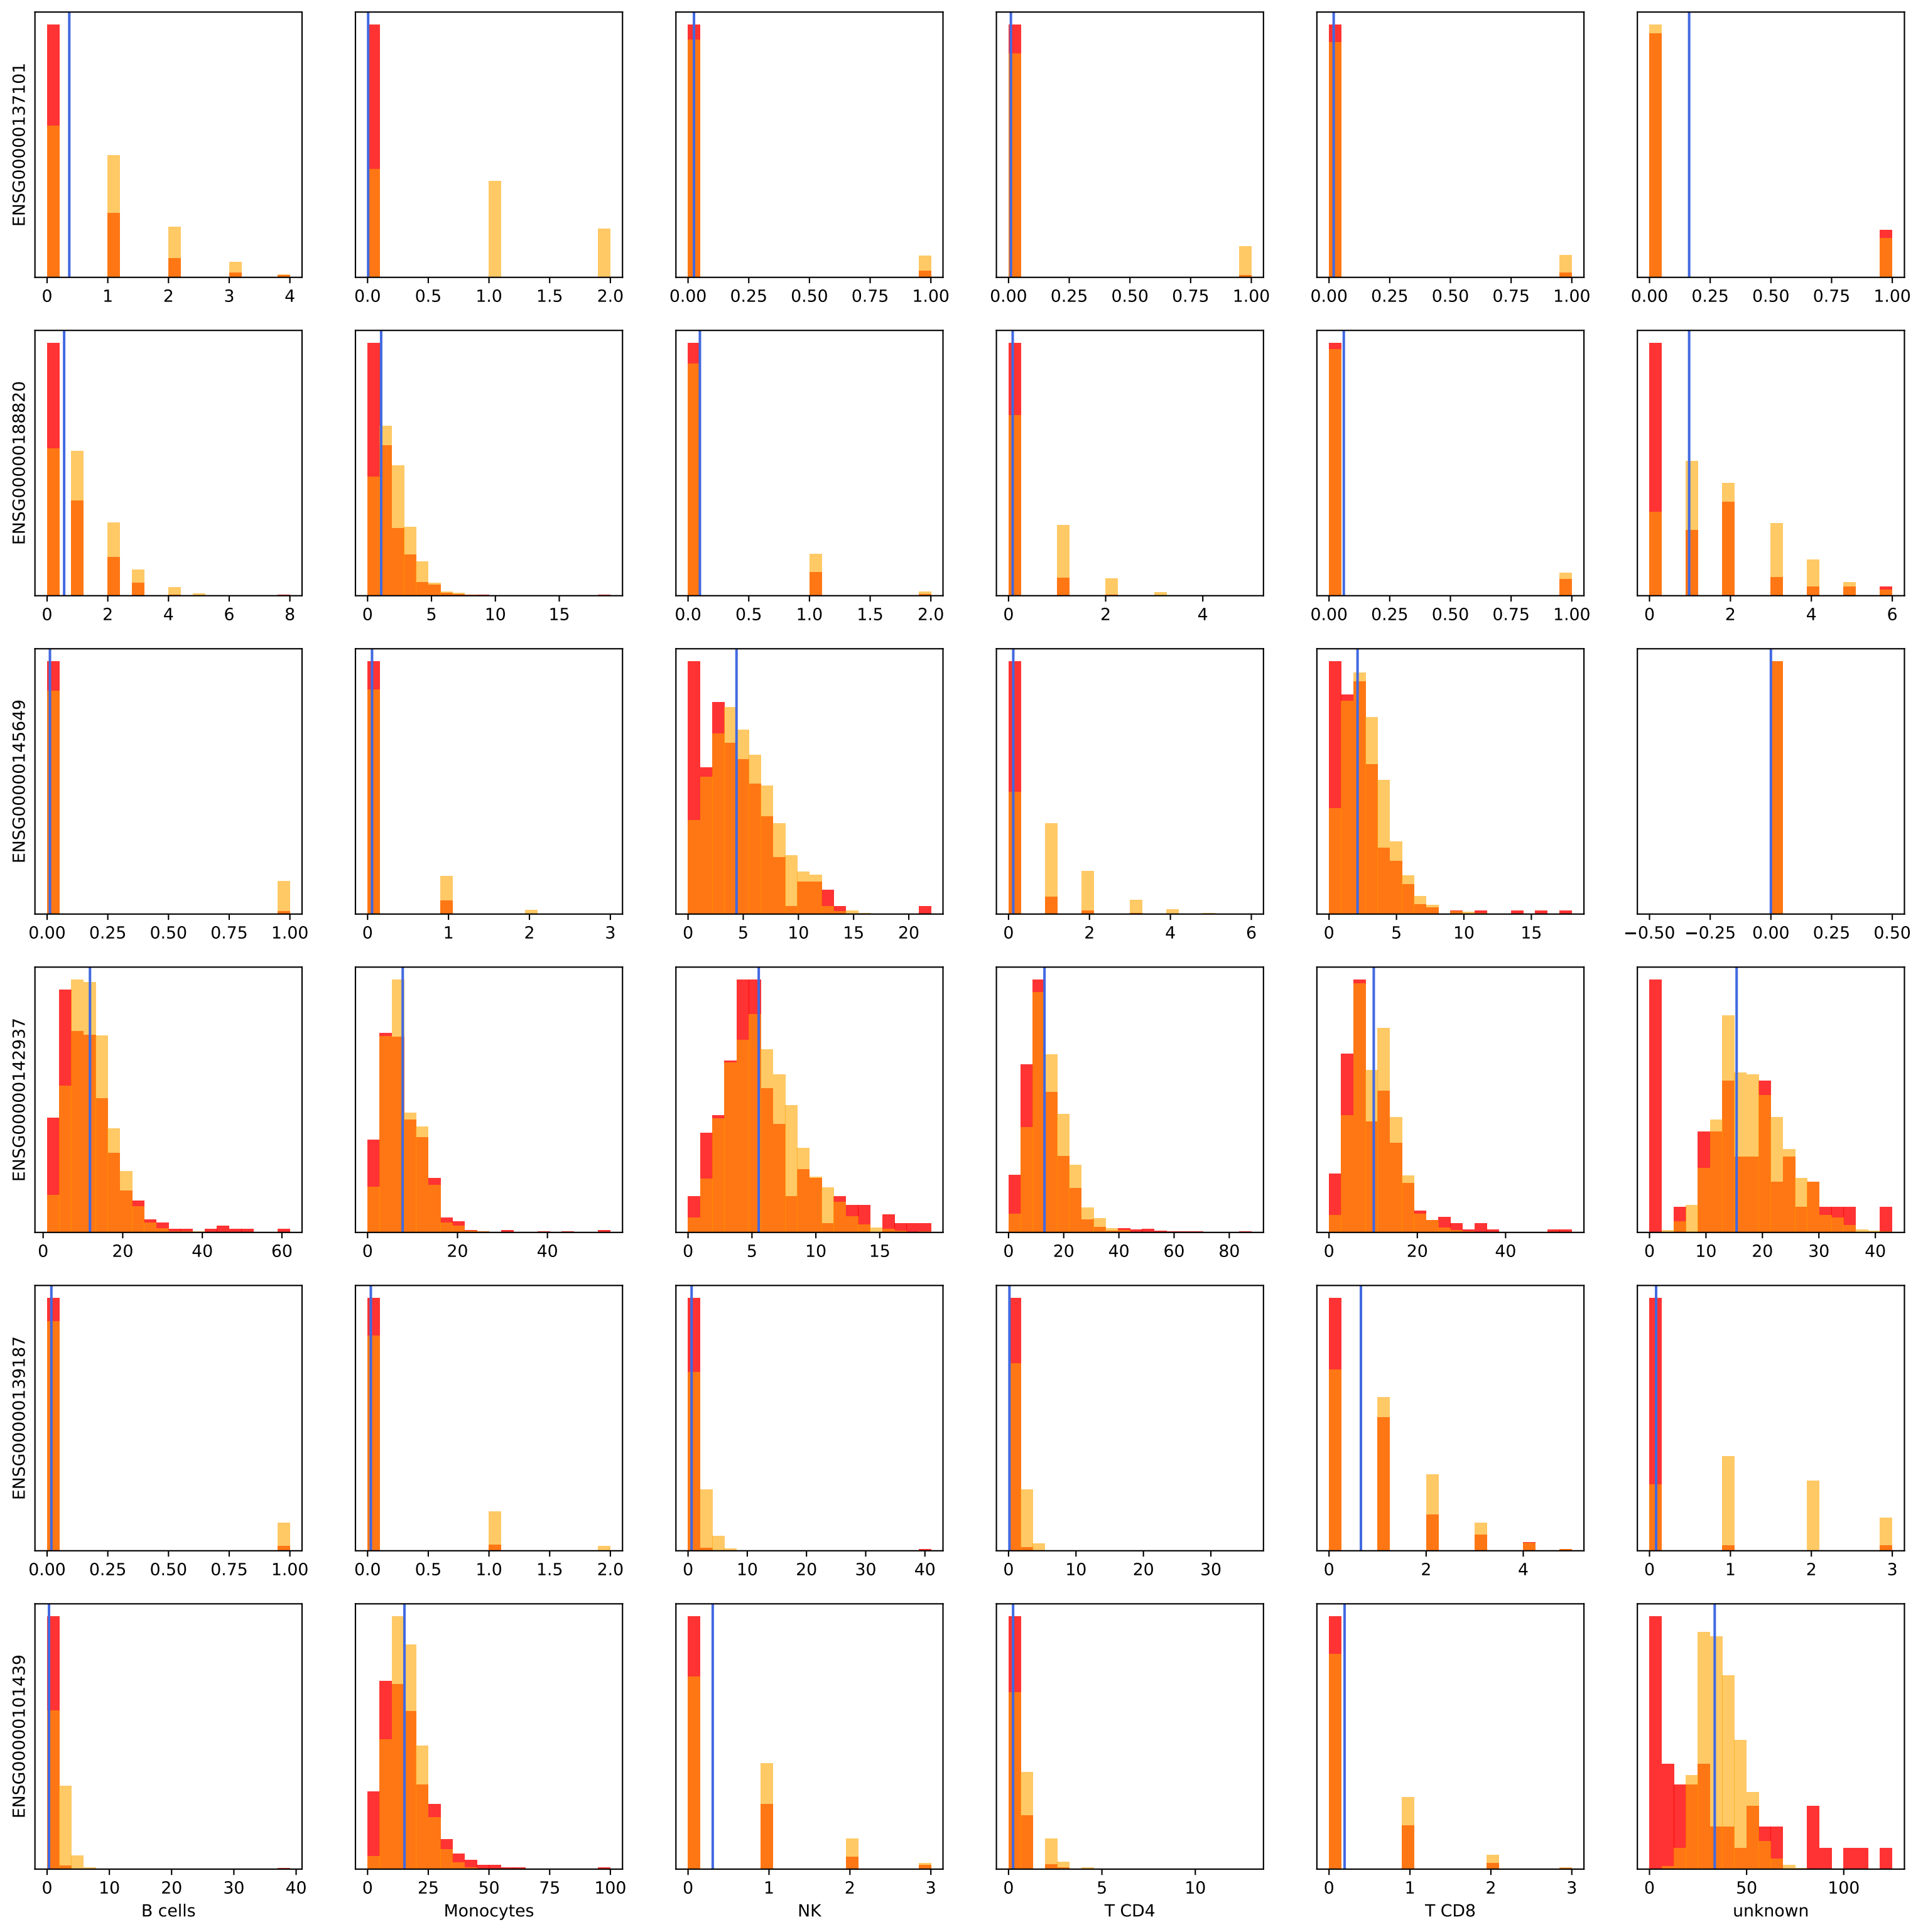 ENSG00000137101
0 1 2 3 4
0.0 0.5 1.0 1.5 2.0
0.00 0.25 0.50 0.75 1.00
0.00 0.25 0.50 0.75 1.00
0.00 0.25 0.50 0.75 1.00
0.00 0.25 0.50 0.75 1.00
ENSG00000188820
0 2 4 6 8
0 5 10 15
0.0 0.5 1.0 1.5 2.0
0 2 4
0.00 0.25 0.50 0.75 1.00
0 2 4 6
ENSG00000145649
0.00 0.25 0.50 0.75 1.00
0 1 2 3
0 5 10 15 20
0 2 4 6
0 5 10 15
−0.50 −0.25 0.00 0.25 0.50
ENSG00000142937
0 20 40 60
0 20 40
0 5 10 15
0 20 40 60 80
0 20 40
0 10 20 30 40
ENSG00000139187
0.00 0.25 0.50 0.75 1.00
0.0 0.5 1.0 1.5 2.0
0 10 20 30 40
0 10 20 30
0 2 4
0 1 2 3
ENSG00000101439
0 10 20 30 40
0 25 50 75 100
0 1 2 3
0 5 10
0 1 2 3
0 50 100
B cells
Monocytes
NK
T CD4
T CD8
unknown